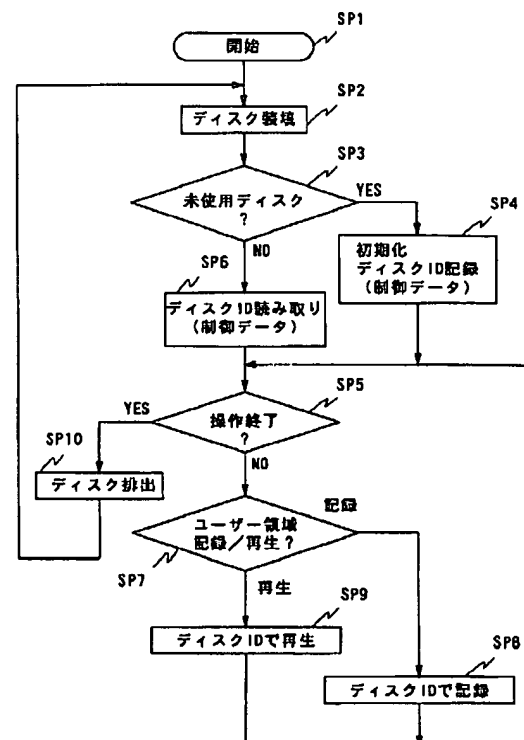 SP1
開始
SP2
ディスク装填
SP3
未使用ディスク
?
YES
SP4
NO
初期化
ディスクID記録
(制御データ)
SP6
ディスクID読み取り
(制御データ)
SP5
YES
操作終了
?
SP10
NO
ディスク排出
ユーザー領域
記録/再生?
記録
SP7
再生
SP9
ディスクIDで再生
SP8
ディスクIDで記録